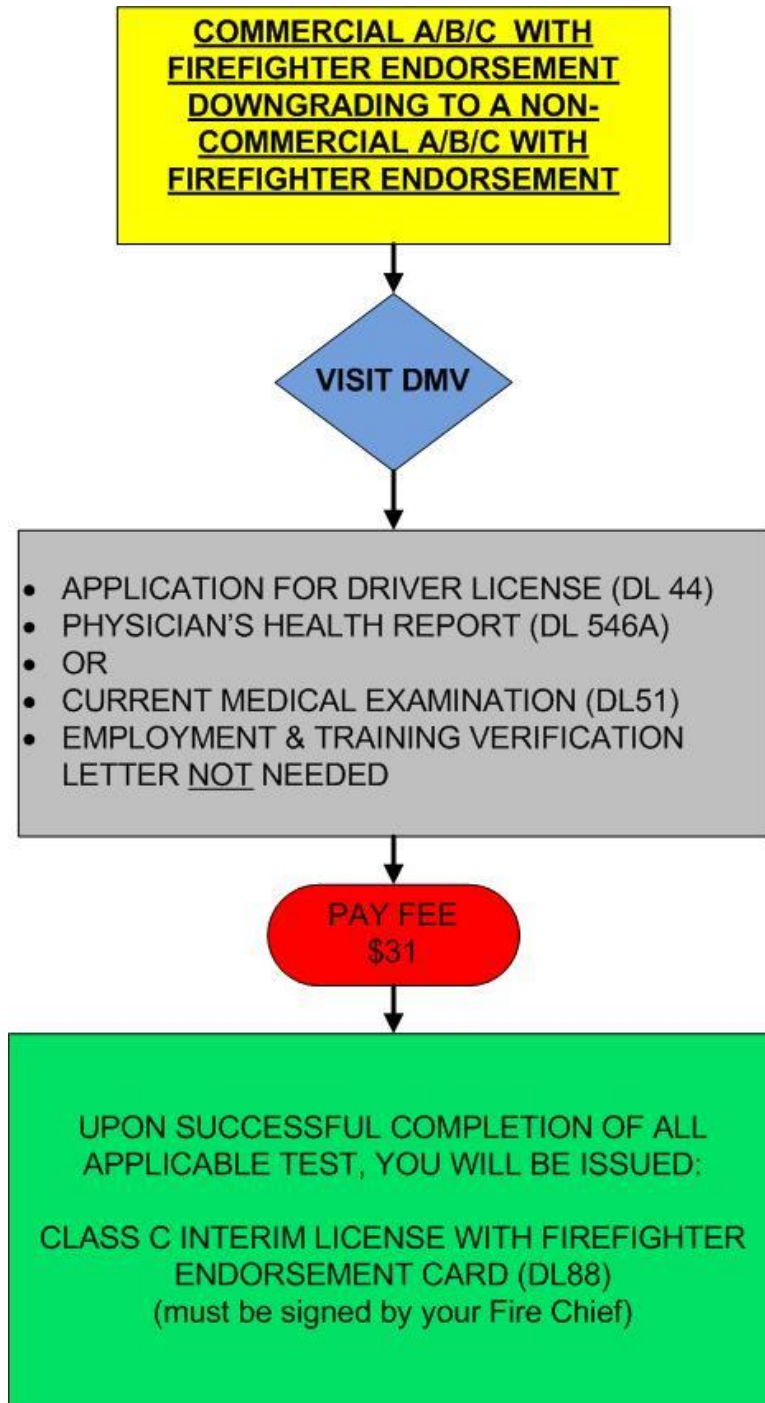 COMMERCIAL A/B/C WITH
FIREFIGHTER ENDORSEMENT
DOWNGRADING TO A NON-
COMMERCIAL A/B/C WITH
FIREFIGHTER ENDORSEMENT
VISIT DMV
• APPLICATION FOR DRIVER LICENSE (DL 44)
• PHYSICIAN'S HEALTH REPORT (DL 546A)
• OR
• CURRENT MEDICAL EXAMINATION (DL51)
• EMPLOYMENT & TRAINING VERIFICATION
LETTER NOT NEEDED
PAY FEE
$31
UPON SUCCESSFUL COMPLETION OF ALL
APPLICABLE TEST, YOU WILL BE ISSUED:
CLASS C INTERIM LICENSE WITH FIREFIGHTER
ENDORSEMENT CARD (DL88)
(must be signed by your Fire Chief)